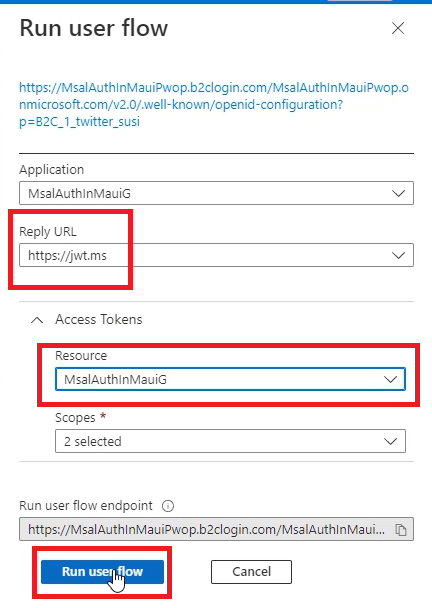 Run user flow
https://MsalAuthInMauiPwop.b2clogin.com/MsalAuthInMauiPwop.o
nmicrosoft.com/v2.0/.well-known/openid-configuration?
p=B2C_1_twitter_susi
Application
MsalAuthInMauiG
Reply URL
https://jwt.ms
Access Tokens
Resource
MsalAuthInMauiG
Scopes *
2 selected
Run user flow endpoint
https://MsalAuthInMauiPwop.b2clogin.com/MsalAuthInMaui...
Run user flow
Cancel